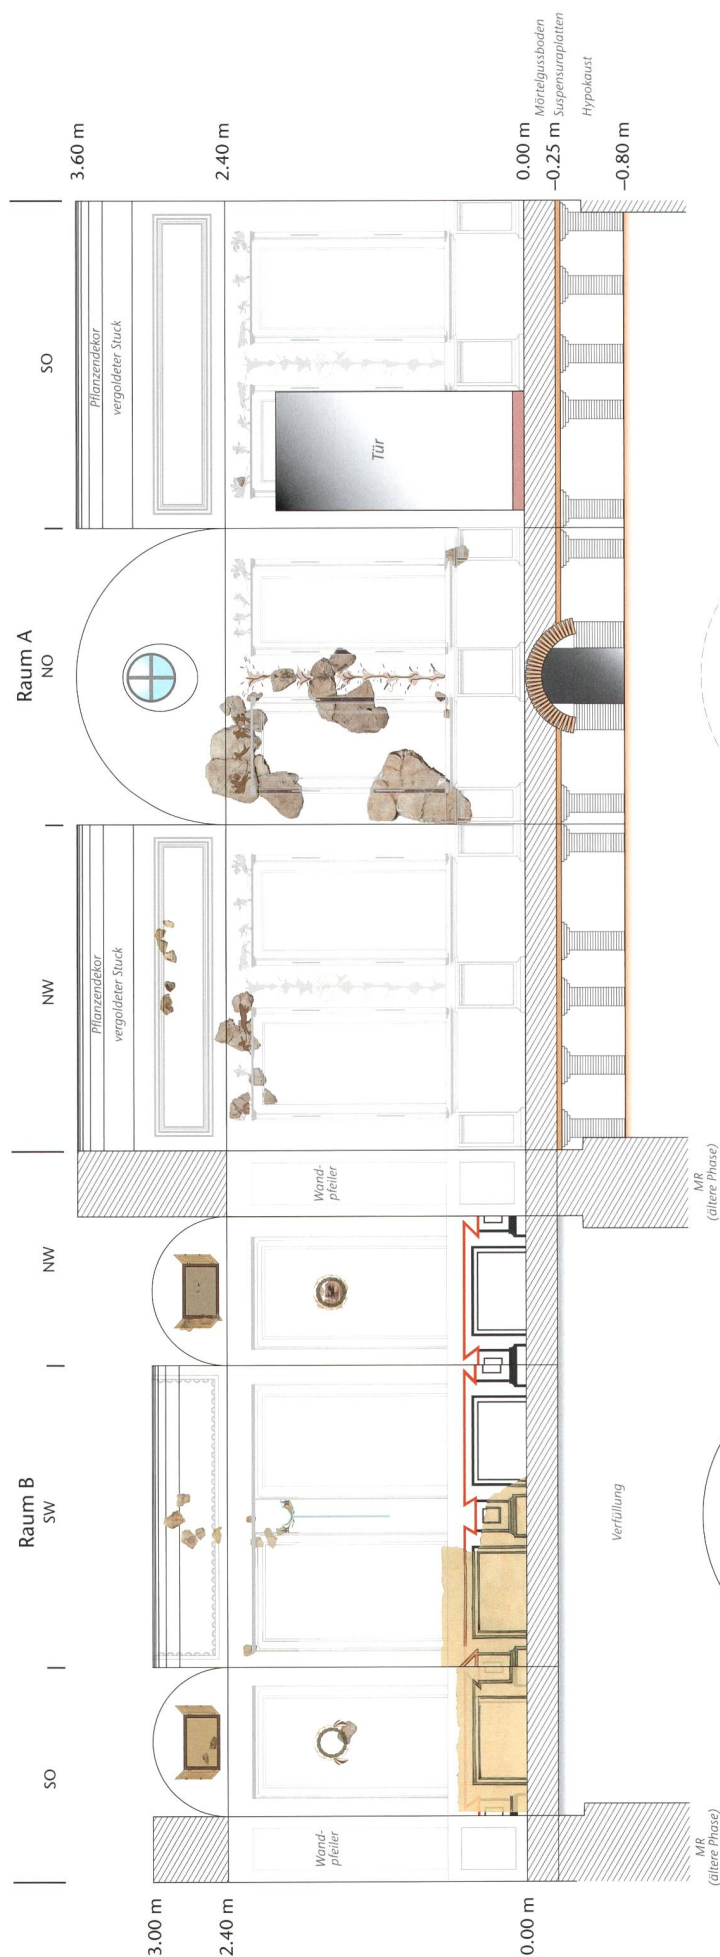 Raum B
Raum A
SO
SW
NW
NW
NO
SO
3.00 m
2.40 m
0.00 m
Wand-
pfeiler
MR
(ältere Phase)
Verfüllung
Wand-
pfeiler
MR
(ältere Phase)
Pflanzendekor
vergoldeter Stuck
Pflanzendekor
vergoldeter Stuck
Tür
3.60 m
2.40 m
0.00 m
Mörtelgussboden
–0.25 m
Suspensuraplatten
Hypokaust
–0.80 m